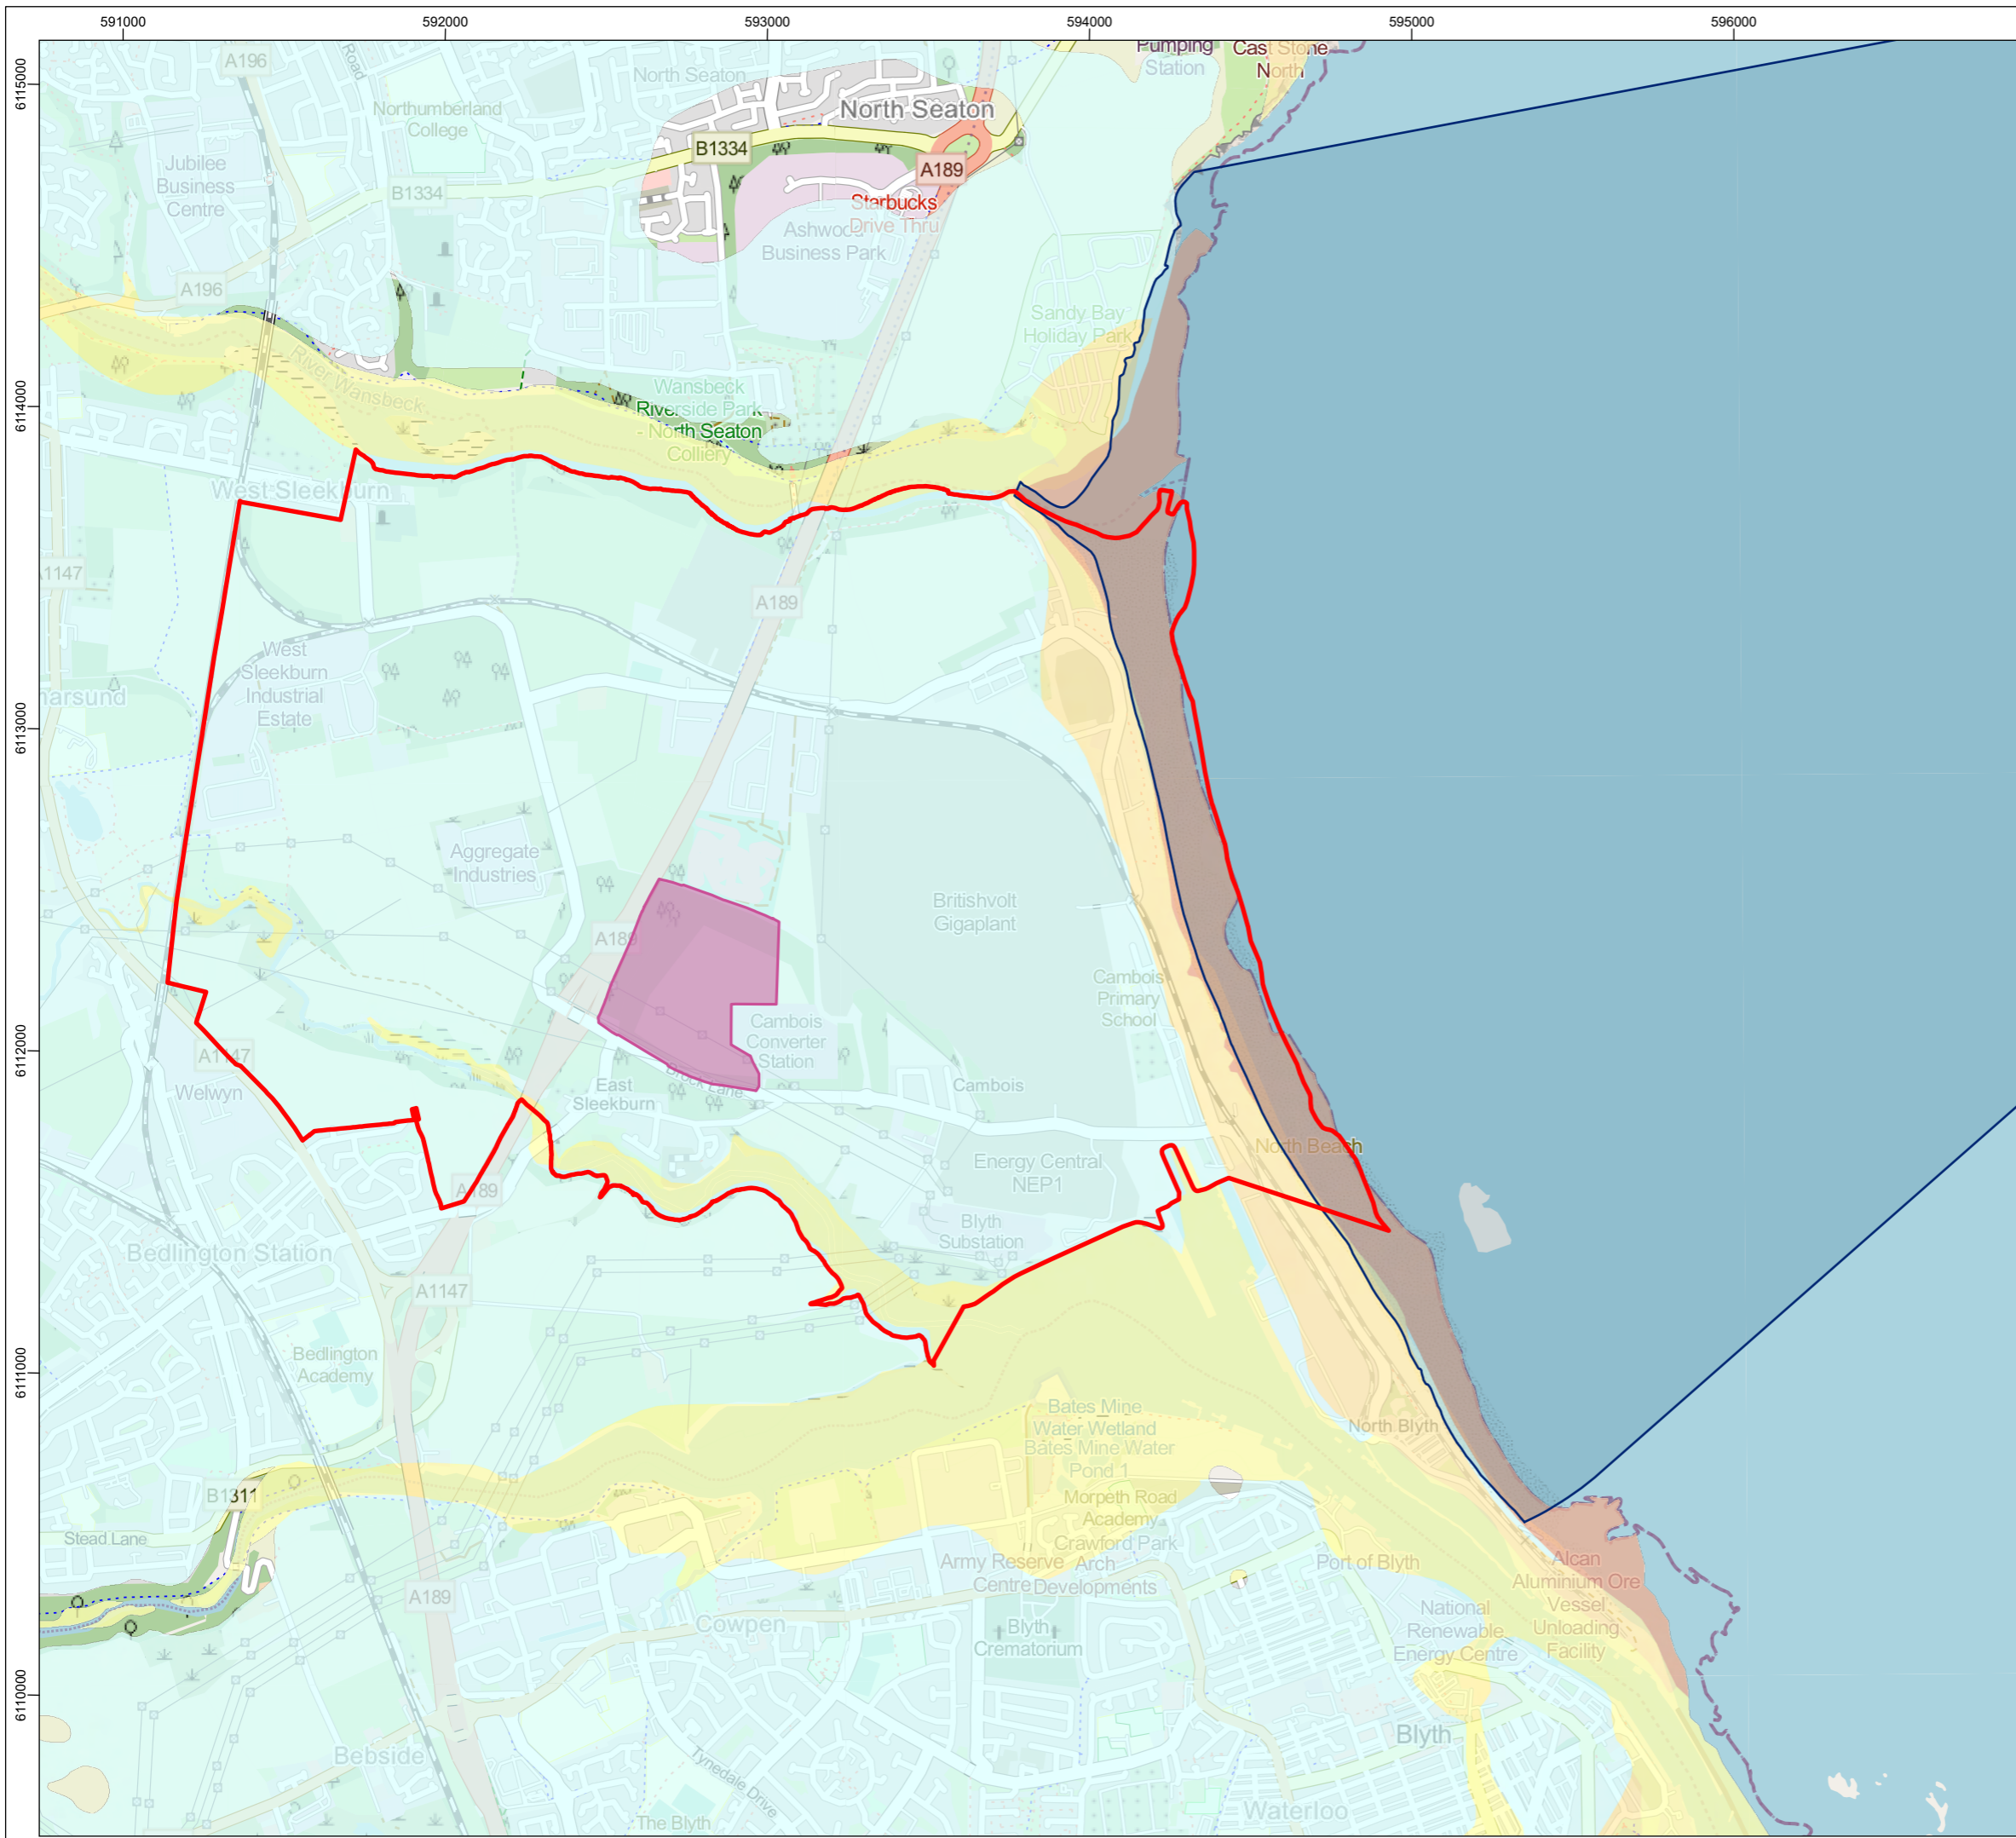 591000 592000 593000 594000 595000 596000
6115000
6114000
6113000
6112000
6111000
6110000
A196
Road
Northumberland
College
North Seaton
North Seaton
Pumping
Station
Cast Stone
North
Jubilee
Business
Centre
B1334
B1334
A189
Starbucks
Drive Thru
Ashwood
Business Park
A196
Sandy Bay
Holiday Park
River Wansbeck
Wansbeck
Riverside Park
- North Seaton
Colliery
West Sleekburn
A189
West
Sleekburn
Industrial
Estate
Aggregate
Industries
A189
Britishvolt
Gigaplant
Cambois
Primary
School
Cambois
Converter
Station
Brock Lane
Cambois
East
Sleekburn
A1147
Welwyn
North Beach
Energy Central
NEP1
A189
Blyth
Substation
Bedlington Station
A1147
Bedlington
Academy
Bates Mine
Water Wetland
Bates Mine Water
Pond 1
North Blyth
Morpeth Road
Academy
Crawford Park
B1311
Stead Lane
Army Reserve
Centre
Arch
Developments
Port of Blyth
Alcan
Aluminium Ore
Vessel
Unloading
Facility
A189
Cowpen
Blyth
Crematorium
National
Renewable
Energy Centre
Blyth
Bebside
Tynedale Drive
The Blyth
Waterloo